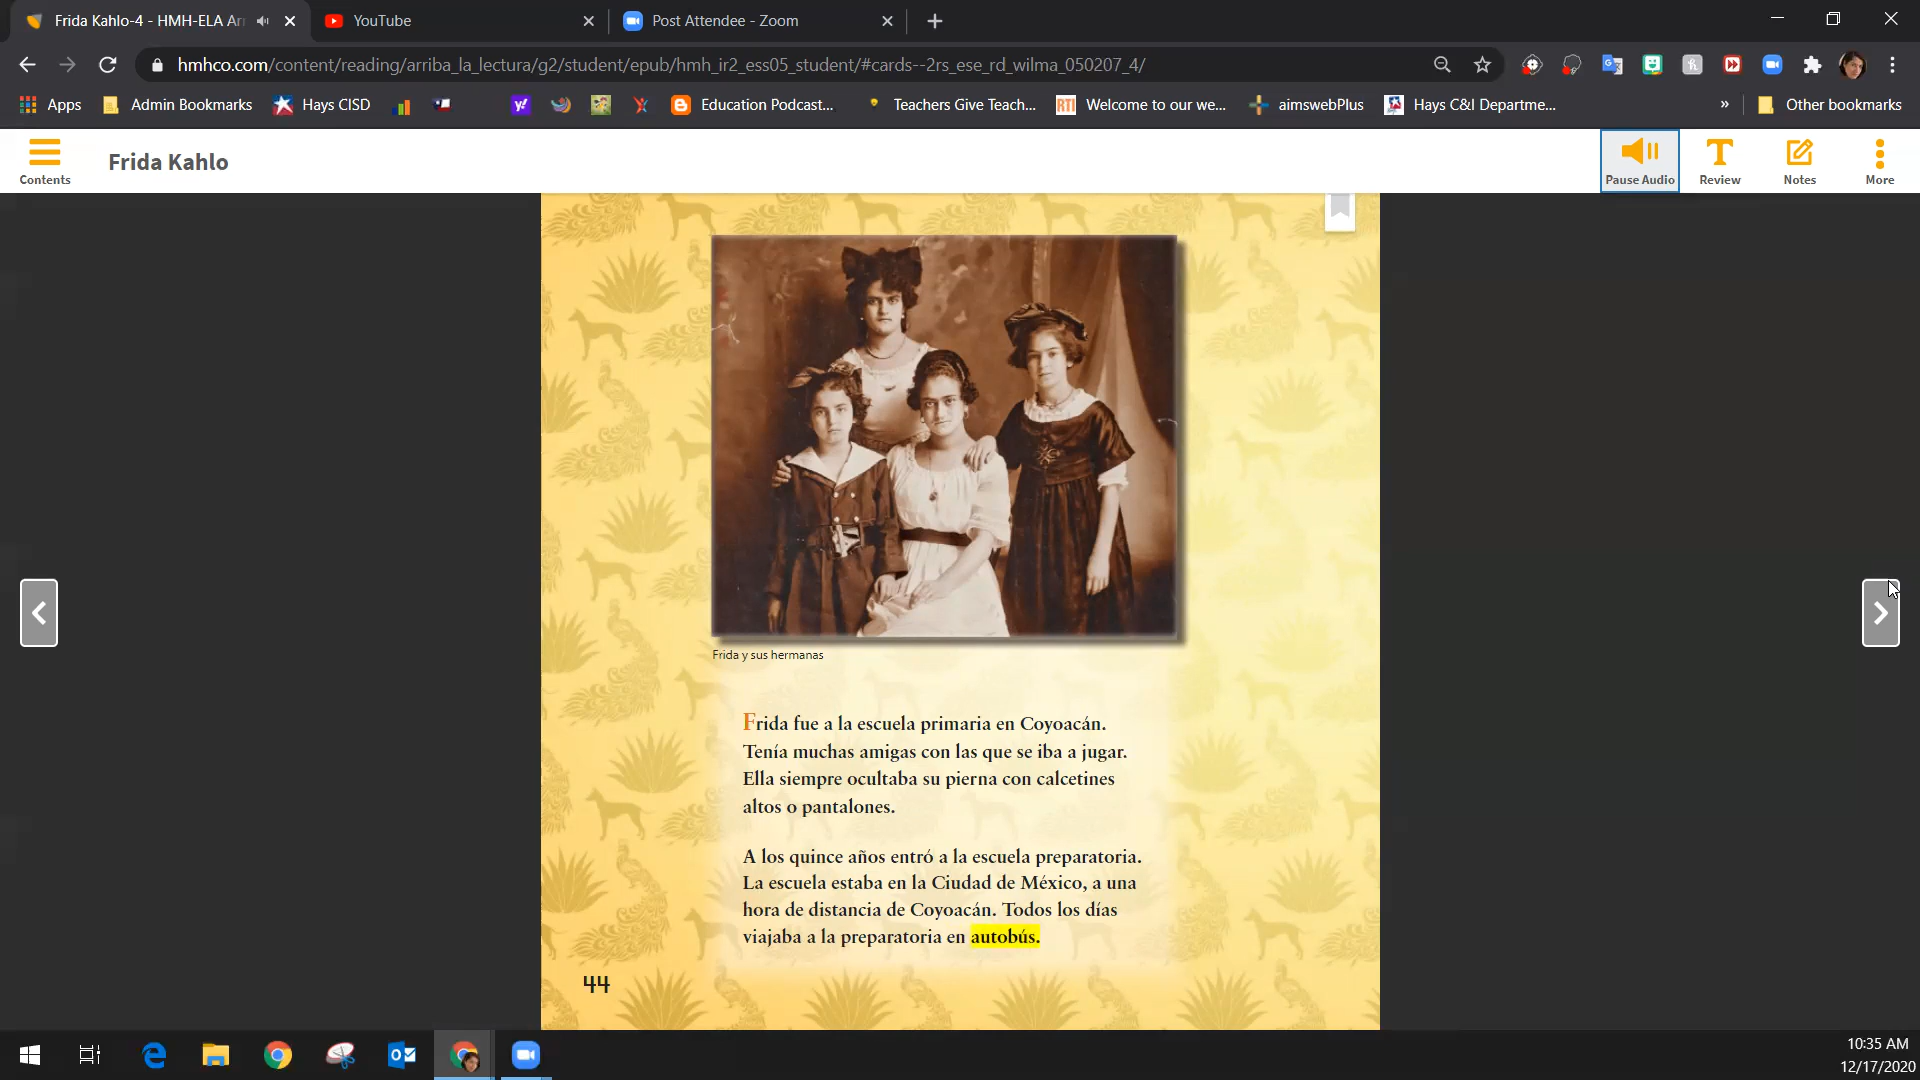 Frida Kahlo-4 - HMH-ELA Arr
YouTube
Post Attendee - Zoom
hmhco.com/content/reading/arriba_la_lectura/g2/student/epub/hmh_ir2_ess05_student/#cards--2rs_ese_rd_wilma_050207_4/
Apps
Admin Bookmarks
Hays CISD
Education Podcast...
Teachers Give Teach...
Welcome to our we...
aimswebPlus
Hays C&I Departme...
Other bookmarks
Contents
Frida Kahlo
Pause Audio
Review
Notes
More
Frida y sus hermanas
Frida fue a la escuela primaria en Coyoacán.
Tenía muchas amigas con las que se iba a jugar.
Ella siempre ocultaba su pierna con calcetines
altos o pantalones.
A los quince años entró a la escuela preparatoria.
La escuela estaba en la Ciudad de México, a una
hora de distancia de Coyoacán. Todos los días
viajaba a la preparatoria en autobús.
44
10:35 AM
12/17/2020